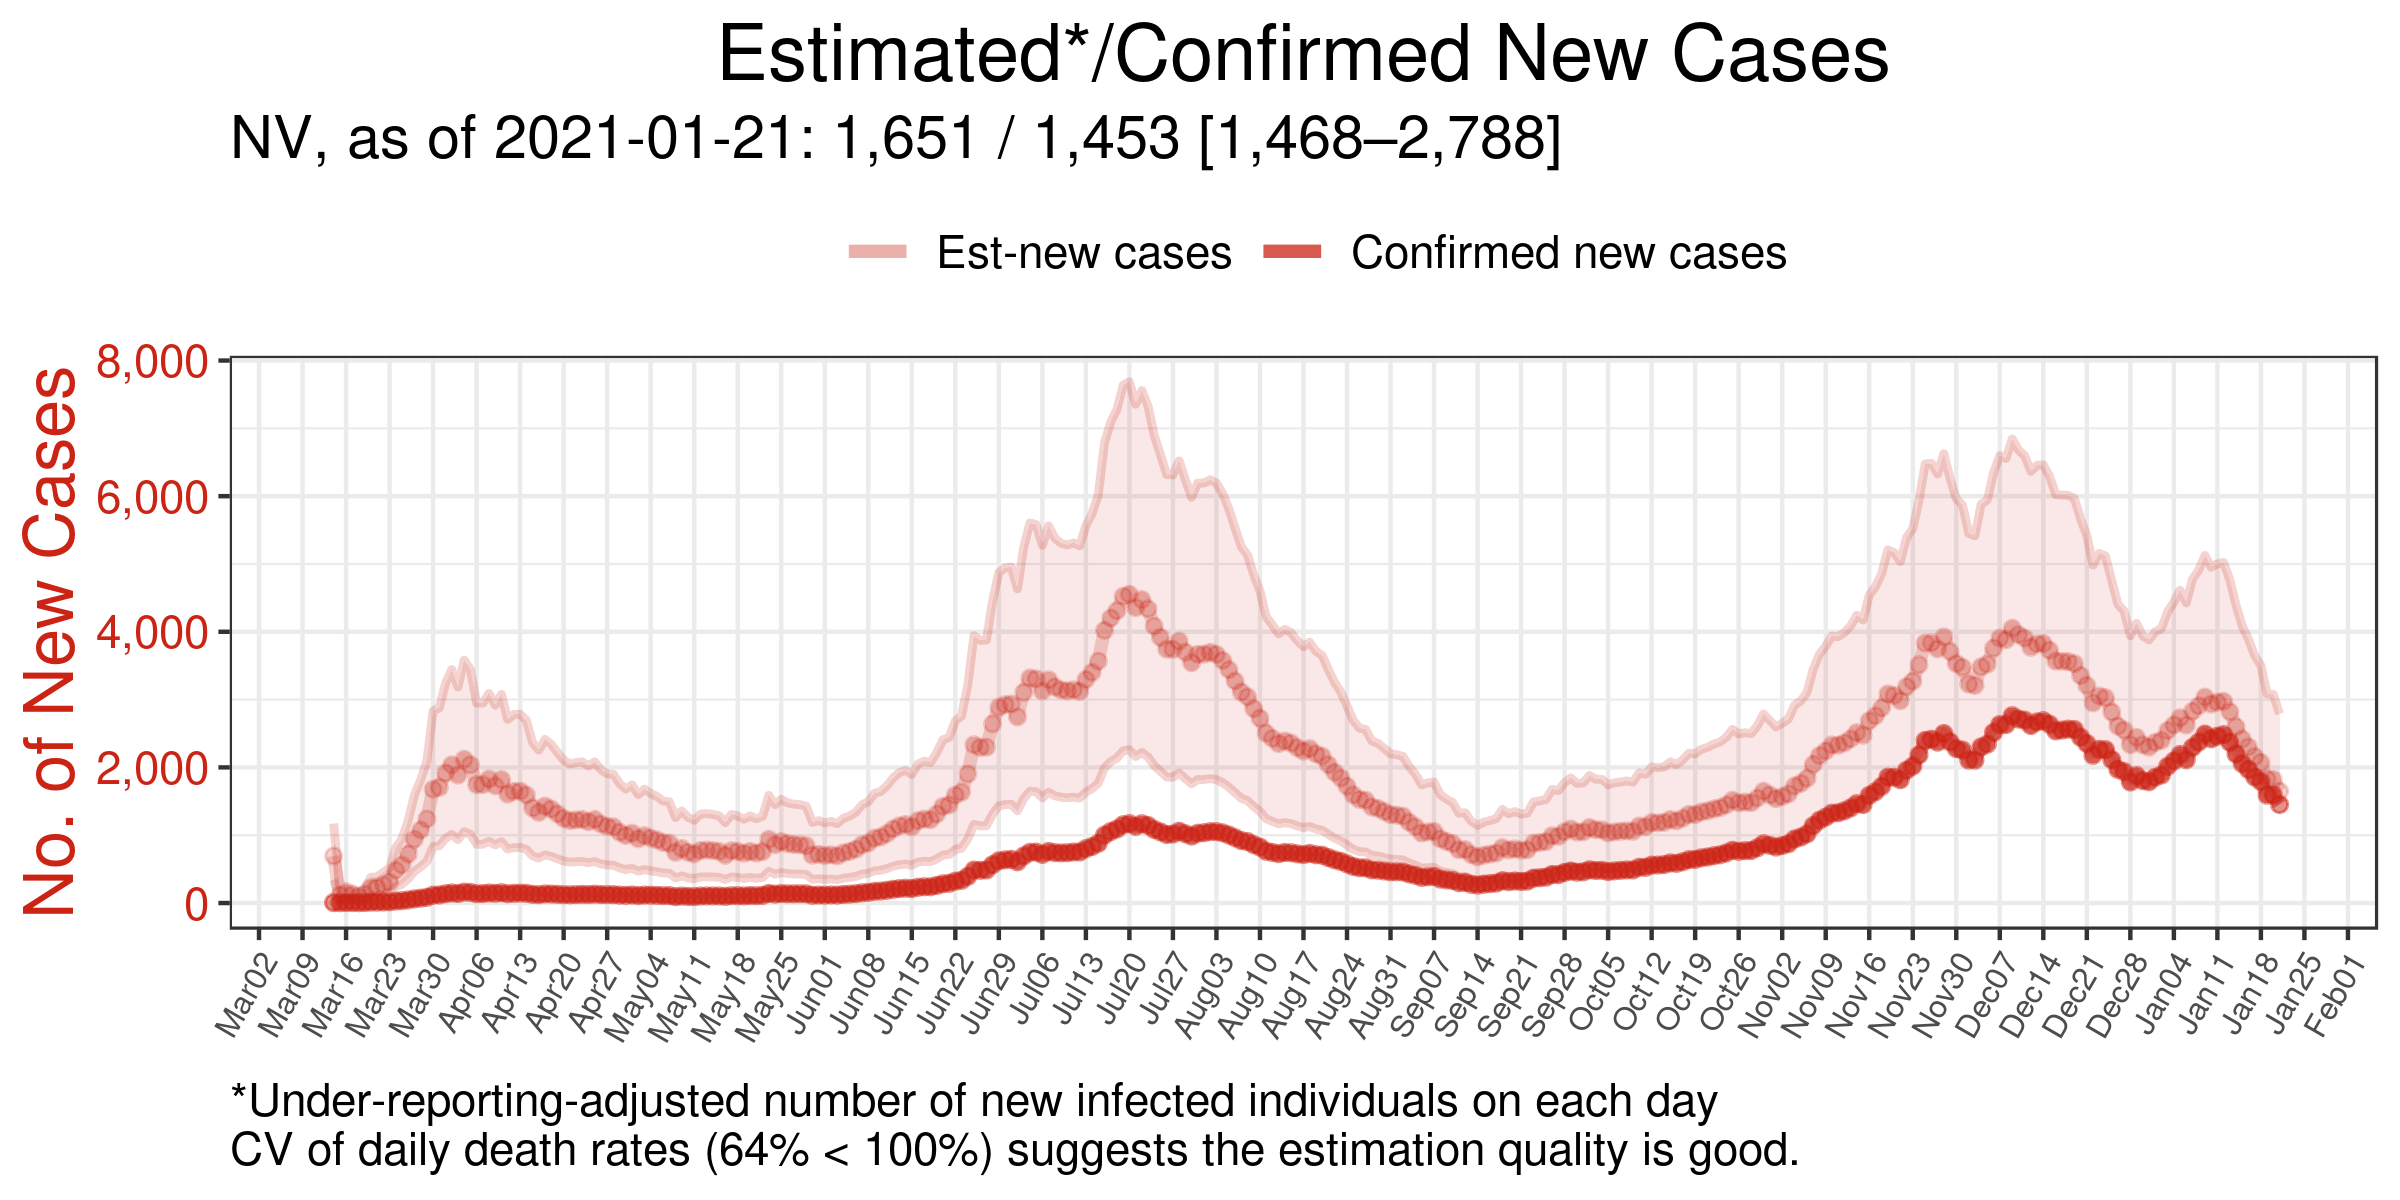 Estimated*/Confirmed New Cases
NV, as of 2021-01-21: 1,651 / 1,453 [1,468–2,788]
Est-new cases
Confirmed new cases
No. of New Cases
8,000
6,000
4,000
2,000
0
Mar02
Mar09
Mar16
Mar23
Mar30
Apr06
Apr13
Apr20
Apr27
May04
May11
May18
May25
Jun01
Jun08
Jun15
Jun22
Jun29
Jul06
Jul13
Jul20
Jul27
Aug03
Aug10
Aug17
Aug24
Aug31
Sep07
Sep14
Sep21
Sep28
Oct05
Oct12
Oct19
Oct26
Nov02
Nov09
Nov16
Nov23
Nov30
Dec07
Dec14
Dec21
Dec28
Jan04
Jan11
Jan18
Jan25
Feb01
*Under-reporting-adjusted number of new infected individuals on each day
CV of daily death rates (64% < 100%) suggests the estimation quality is good.